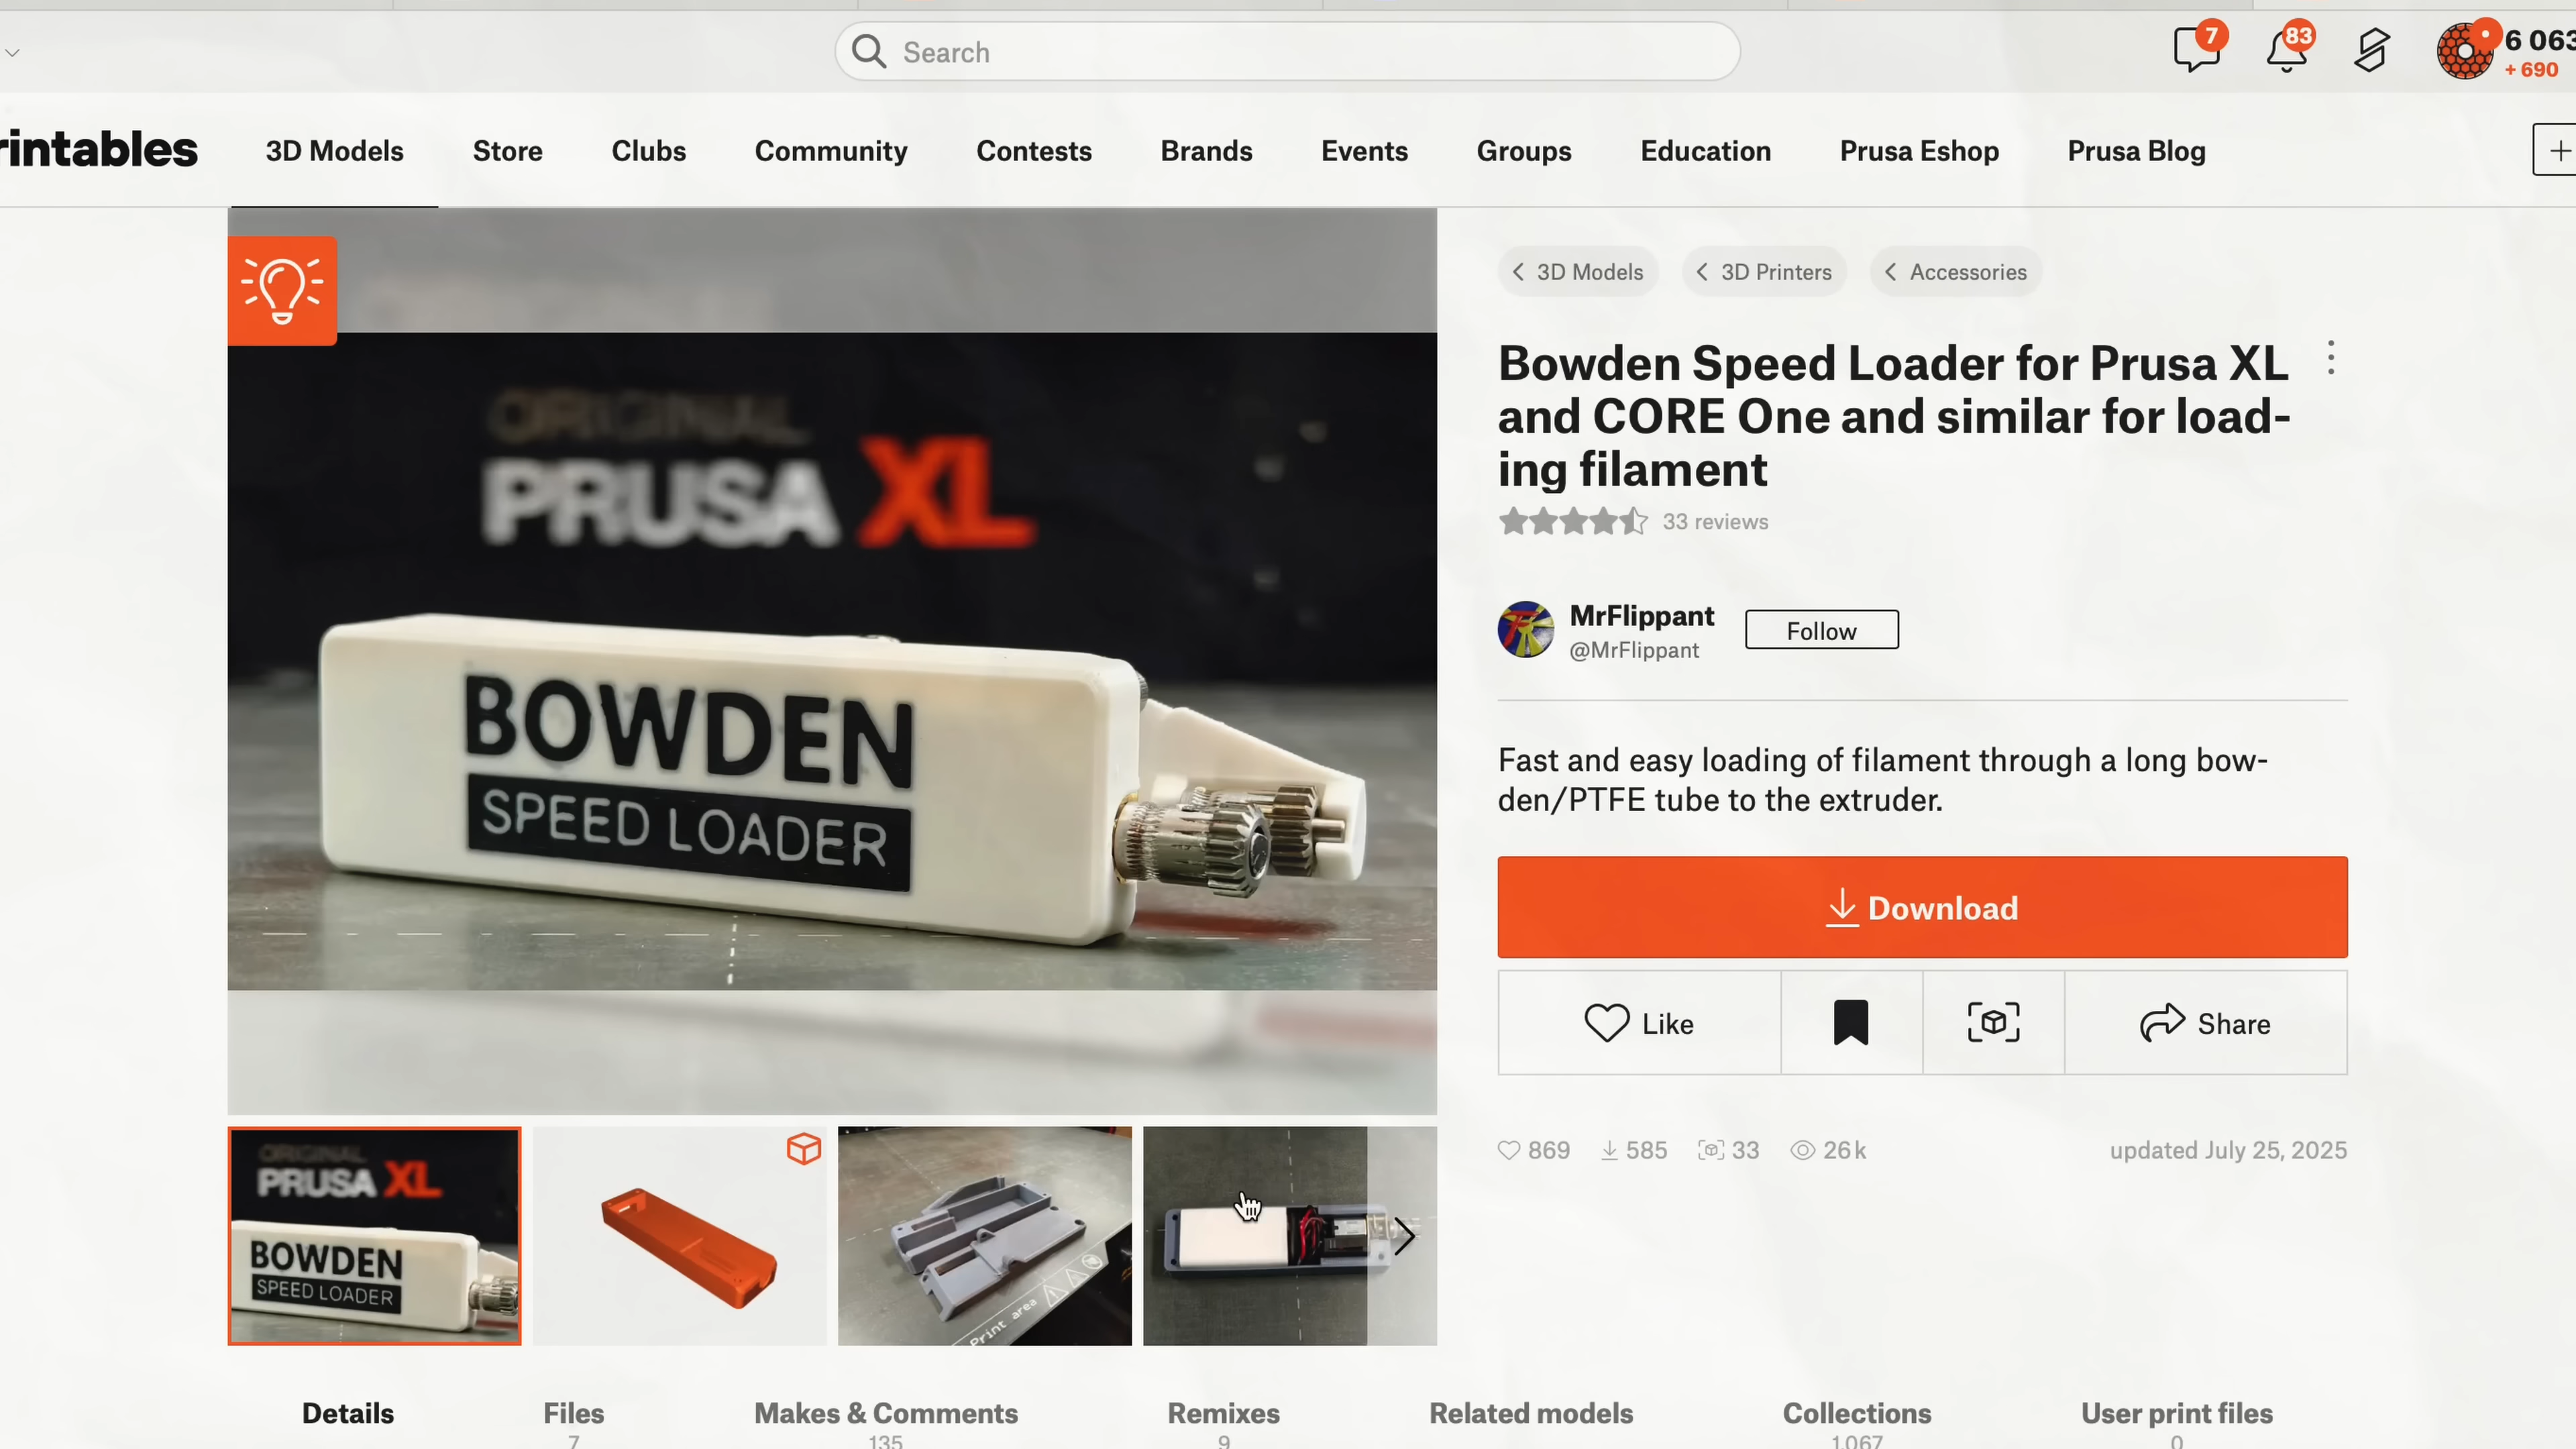 Search
7
83
6 063
+ 690
rintables
3D Models
Store
Clubs
Community
Contests
Brands
Events
Groups
Education
Prusa Eshop
Prusa Blog
ORIGINAL
PRUSA XL
BOWDEN
SPEED LOADER
3D Models
3D Printers
Accessories
Bowden Speed Loader for Prusa XL
and CORE One and similar for load-
ing filament
33 reviews
MrFlippant
@MrFlippant
Follow
Fast and easy loading of filament through a long bow-
den/PTFE tube to the extruder.
Download
Like
Share
869
585
33
26k
updated July 25, 2025
ORIGINAL
PRUSA XL
BOWDEN
SPEED LOADER
Print area
Details
Files
7
Makes & Comments
135
Remixes
9
Related models
Collections
1,067
User print files
0